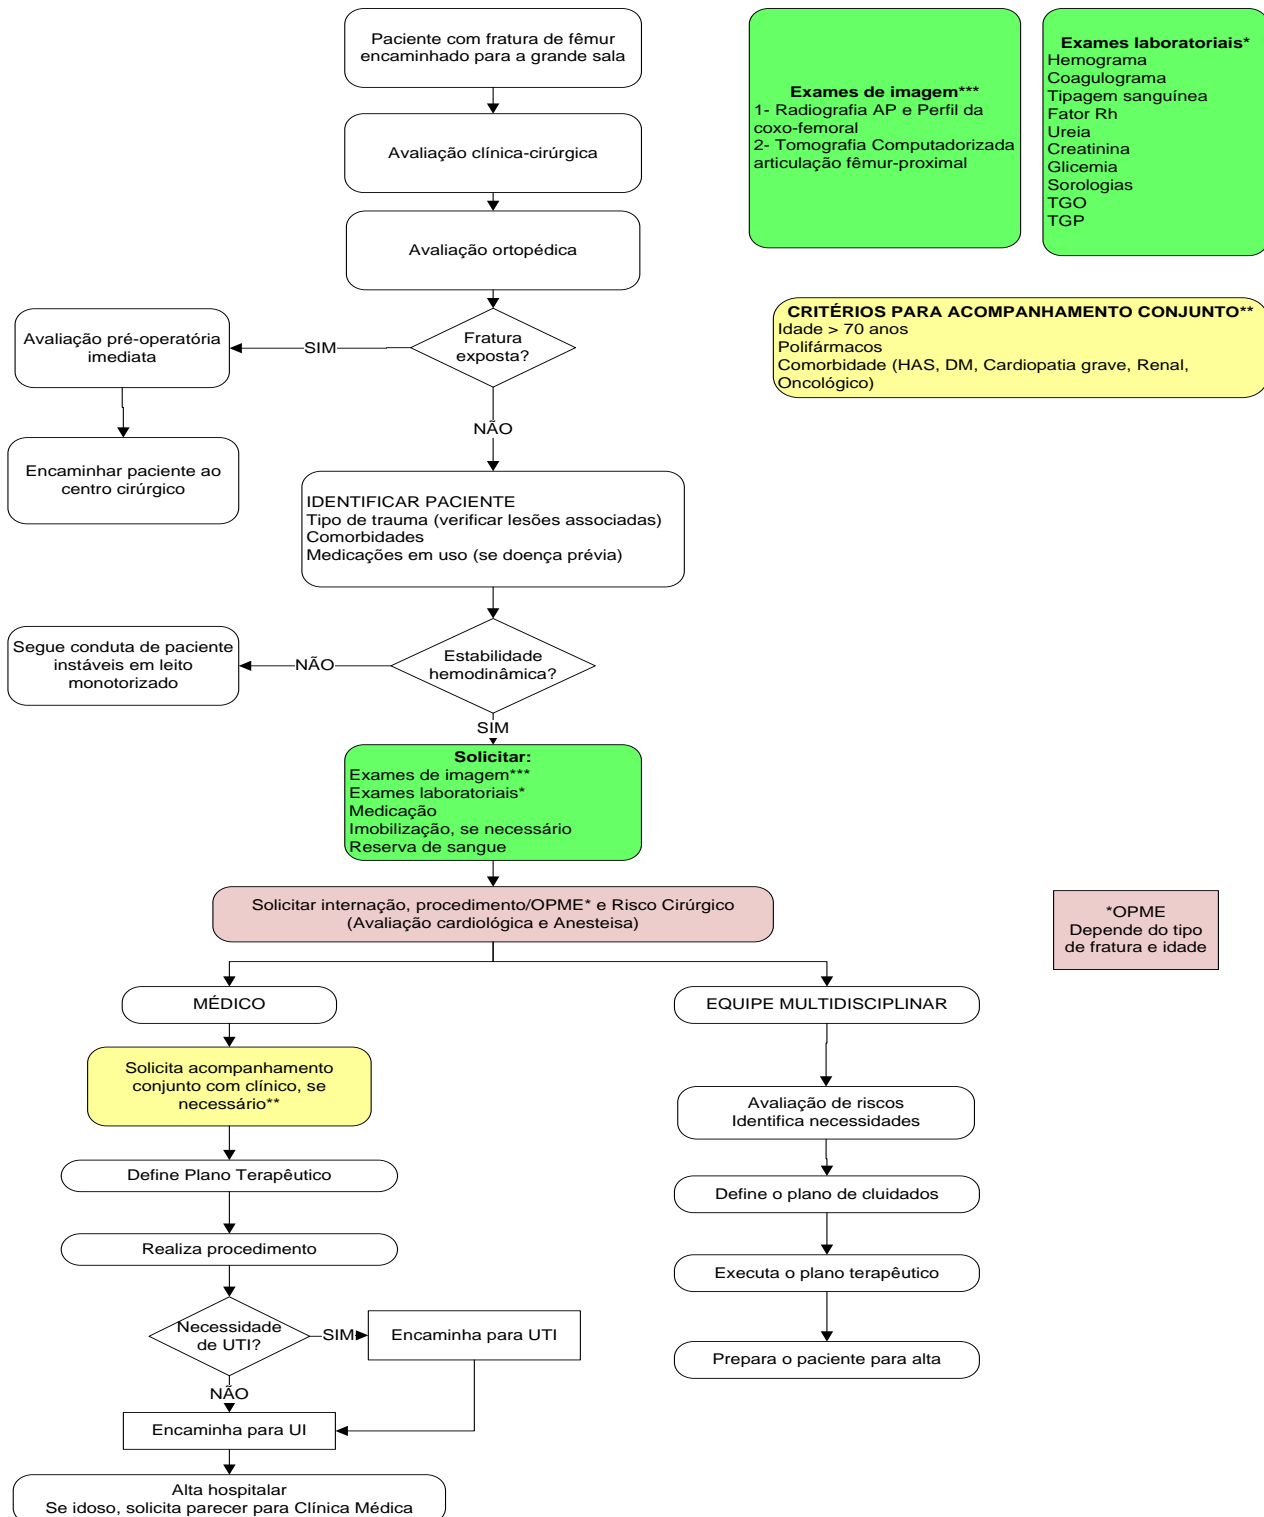 Paciente com fratura de fêmur
encaminhado para a grande sala
Avaliação clínica-cirúrgica
Avaliação ortopédica
Exames de imagem***
1- Radiografia AP e Perfil da
coxo-femoral
2- Tomografia Computadorizada
articulação fêmur-proximal
Exames laboratoriais*
Hemograma
Coagulograma
Tipagem sanguínea
Fator Rh
Ureia
Creatinina
Glicemia
Sorologias
TGO
TGP
CRITÉRIOS PARA ACOMPANHAMENTO CONJUNTO**
Idade > 70 anos
Polifármacos
Comorbidade (HAS, DM, Cardiopatia grave, Renal,
Oncológico)
Fratura
exposta?
SIM
Avaliação pré-operatória
imediata
Encaminhar paciente ao
centro cirúrgico
NÃO
IDENTIFICAR PACIENTE
Tipo de trauma (verificar lesões associadas)
Comorbidades
Medicações em uso (se doença prévia)
Estabilidade
hemodinâmica?
NÃO
Segue conduta de paciente
instáveis em leito
monotorizado
SIM
Solicitar:
Exames de imagem***
Exames laboratoriais*
Medicação
Imobilização, se necessário
Reserva de sangue
Solicitar internação, procedimento/OPME* e Risco Cirúrgico
(Avaliação cardiológica e Anesteisa)
*OPME
Depende do tipo
de fratura e idade
MÉDICO
Solicita acompanhamento
conjunto com clínico, se
necessário**
Define Plano Terapêutico
Realiza procedimento
Necessidade
de UTI?
SIM
Encaminha para UTI
NÃO
Encaminha para UI
Alta hospitalar
Se idoso, solicita parecer para Clínica Médica
EQUIPE MULTIDISCIPLINAR
Avaliação de riscos
Identifica necessidades
Define o plano de cluidados
Executa o plano terapêutico
Prepara o paciente para alta